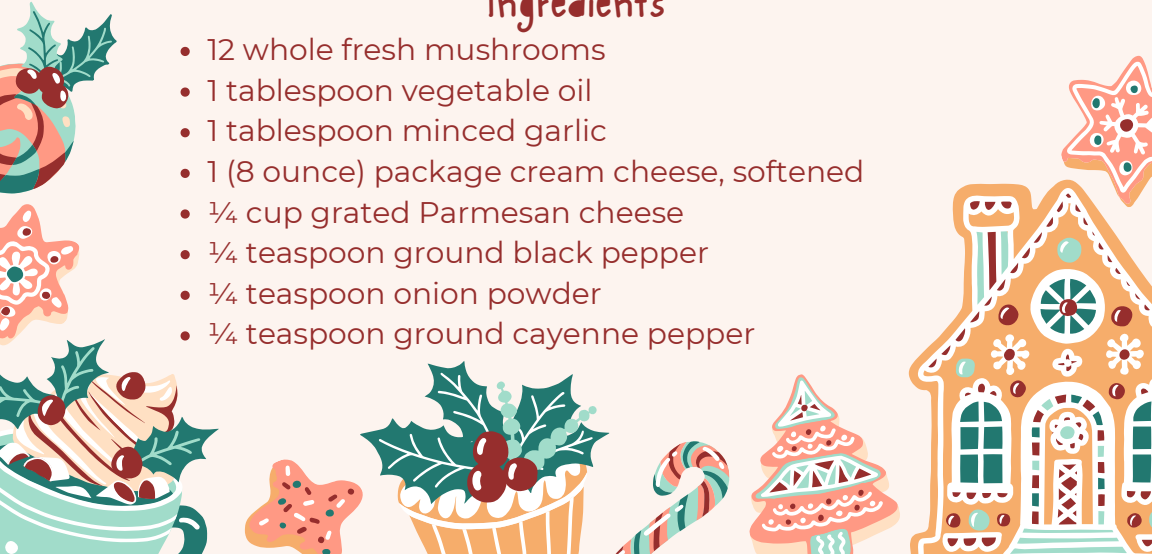 Ingredients
• 12 whole fresh mushrooms
• 1 tablespoon vegetable oil
• 1 tablespoon minced garlic
• 1 (8 ounce) package cream cheese, softened
• ¼ cup grated Parmesan cheese
• ¼ teaspoon ground black pepper
• ¼ teaspoon onion powder
• ¼ teaspoon ground cayenne pepper